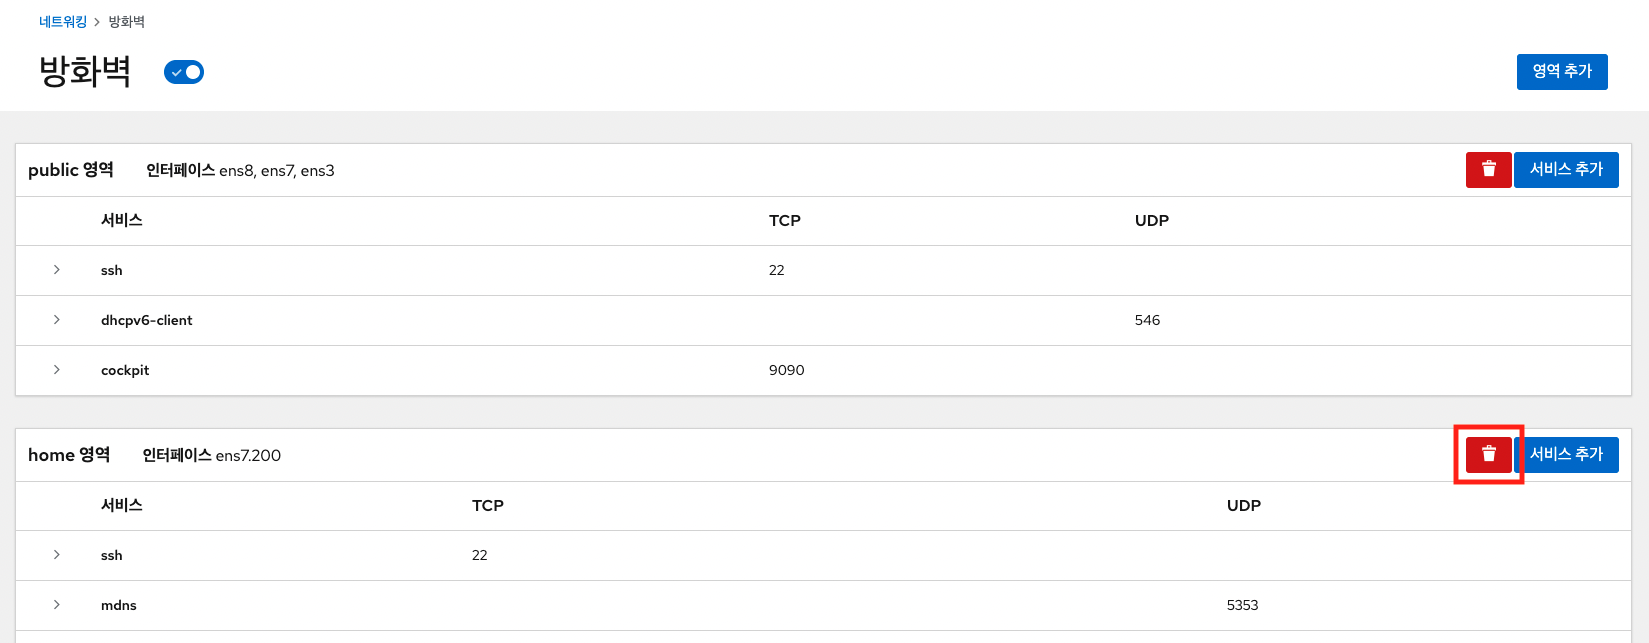 네트워킹 > 방화벽
방화벽
영역 추가
public 영역 인터페이스 ens8, ens7, ens3 서비스 추가
서비스 TCP UDP
ssh 22
dhcpv6-client 546
cockpit 9090
home 영역 인터페이스 ens7.200 서비스 추가
서비스 TCP UDP
ssh 22
mdns 5353